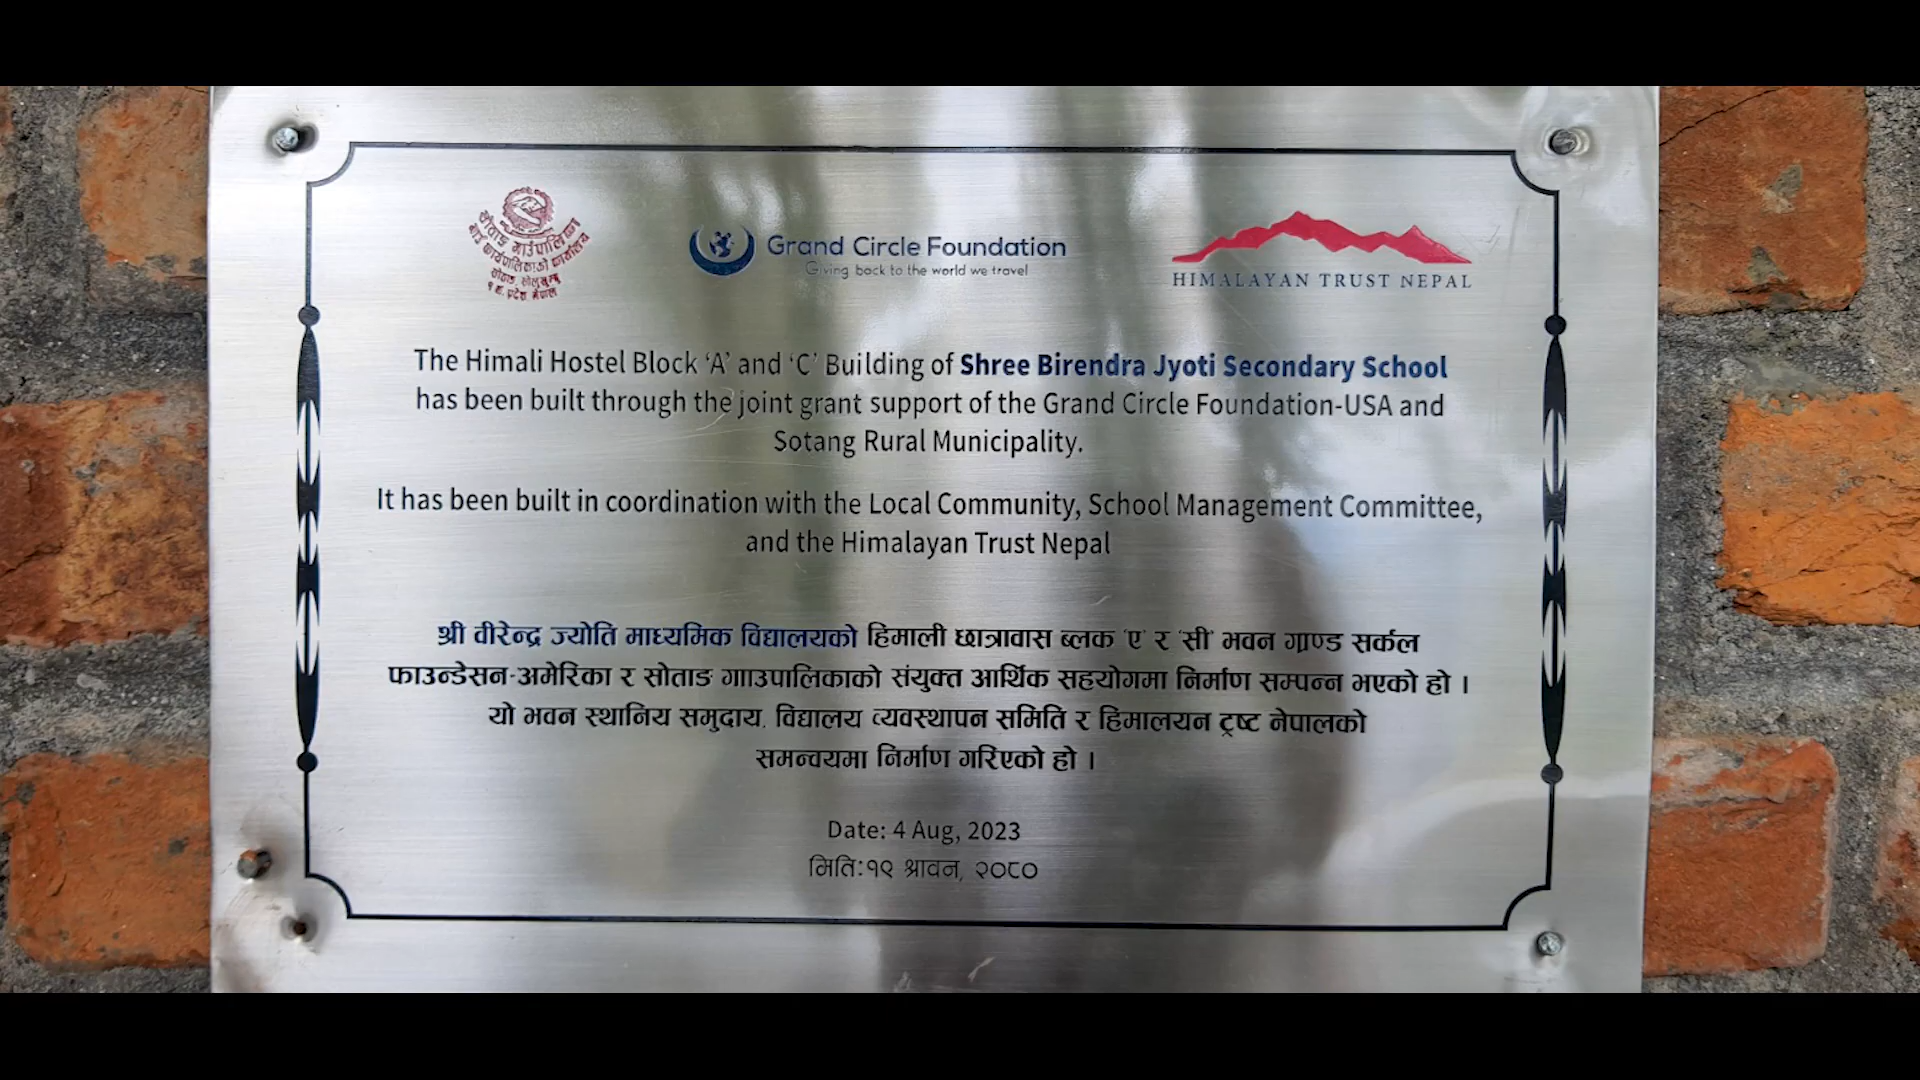 सोताङ गाउँपालिका
गाउँ कार्यपालिकाको कार्यालय
सोताङ, सोलुखुम्बु
१ नं. प्रदेश, नेपाल
Grand Circle Foundation
Giving back to the world we travel
HIMALAYAN TRUST NEPAL
The Himali Hostel Block ‘A’ and ‘C’ Building of Shree Birendra Jyoti Secondary School
has been built through the joint grant support of the Grand Circle Foundation-USA and
Sotang Rural Municipality.
It has been built in coordination with the Local Community, School Management Committee,
and the Himalayan Trust Nepal
श्री वीरेन्द्र ज्योति माध्यमिक विद्यालयको हिमाली छात्रावास ब्लक 'ए' र 'सी' भवन ग्राण्ड सर्कल
फाउन्डेसन-अमेरिका र सोताङ गााउपालिकाको संयुक्त आर्थिक सहयोगमा निर्माण सम्पन्न भएको हो ।
यो भवन स्थानिय समुदाय, विद्यालय व्यवस्थापन समिति र हिमालयन ट्रष्ट नेपालको
समन्वयमा निर्माण गरिएको हो ।
Date: 4 Aug, 2023
मिति:१९ श्रावन, २०८०